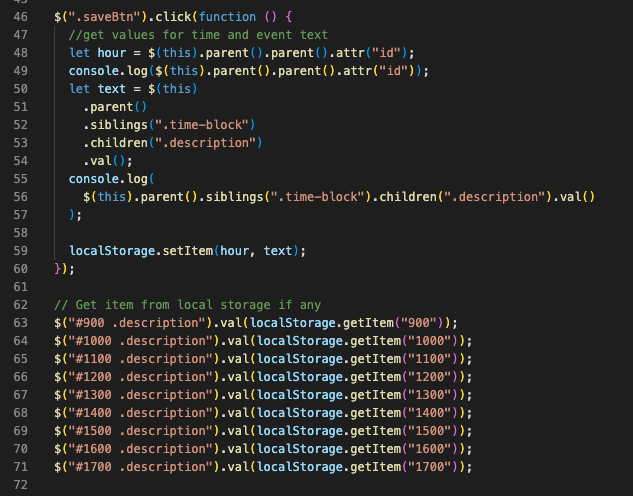 46 $(".saveBtn").click(function () {
47 //get values for time and event text
48 let hour = $(this).parent().parent().attr("id");
49 console.log($(this).parent().parent().attr("id"));
50 let text = $(this)
51 .parent()
52 .siblings(".time-block")
53 .children(".description")
54 .val();
55 console.log(
56 $(this).parent().siblings(".time-block").children(".description").val()
57 );
58
59 localStorage.setItem(hour, text);
60 });
61
62 // Get item from local storage if any
63 $("#900 .description").val(localStorage.getItem("900"));
64 $("#1000 .description").val(localStorage.getItem("1000"));
65 $("#1100 .description").val(localStorage.getItem("1100"));
66 $("#1200 .description").val(localStorage.getItem("1200"));
67 $("#1300 .description").val(localStorage.getItem("1300"));
68 $("#1400 .description").val(localStorage.getItem("1400"));
69 $("#1500 .description").val(localStorage.getItem("1500"));
70 $("#1600 .description").val(localStorage.getItem("1600"));
71 $("#1700 .description").val(localStorage.getItem("1700"));
72